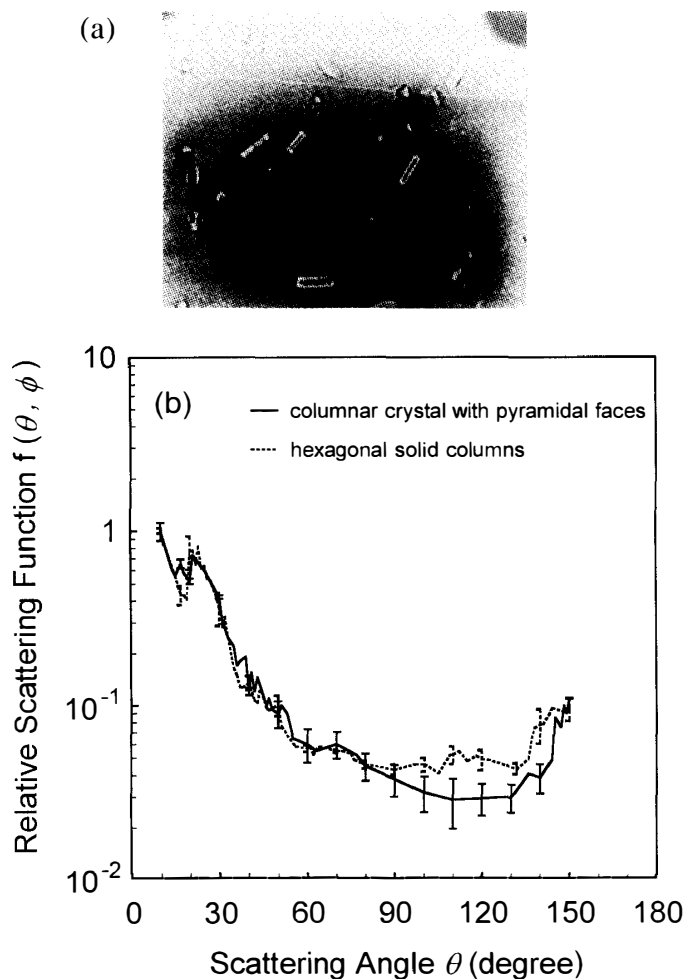 (a)
10
(b)
columnar crystal with pyramidal faces
hexagonal solid columns
1
10⁻¹
10⁻²
0 30 60 90 120 150 180
Relative Scattering Function f (θ, ϕ)
Scattering Angle θ (degree)